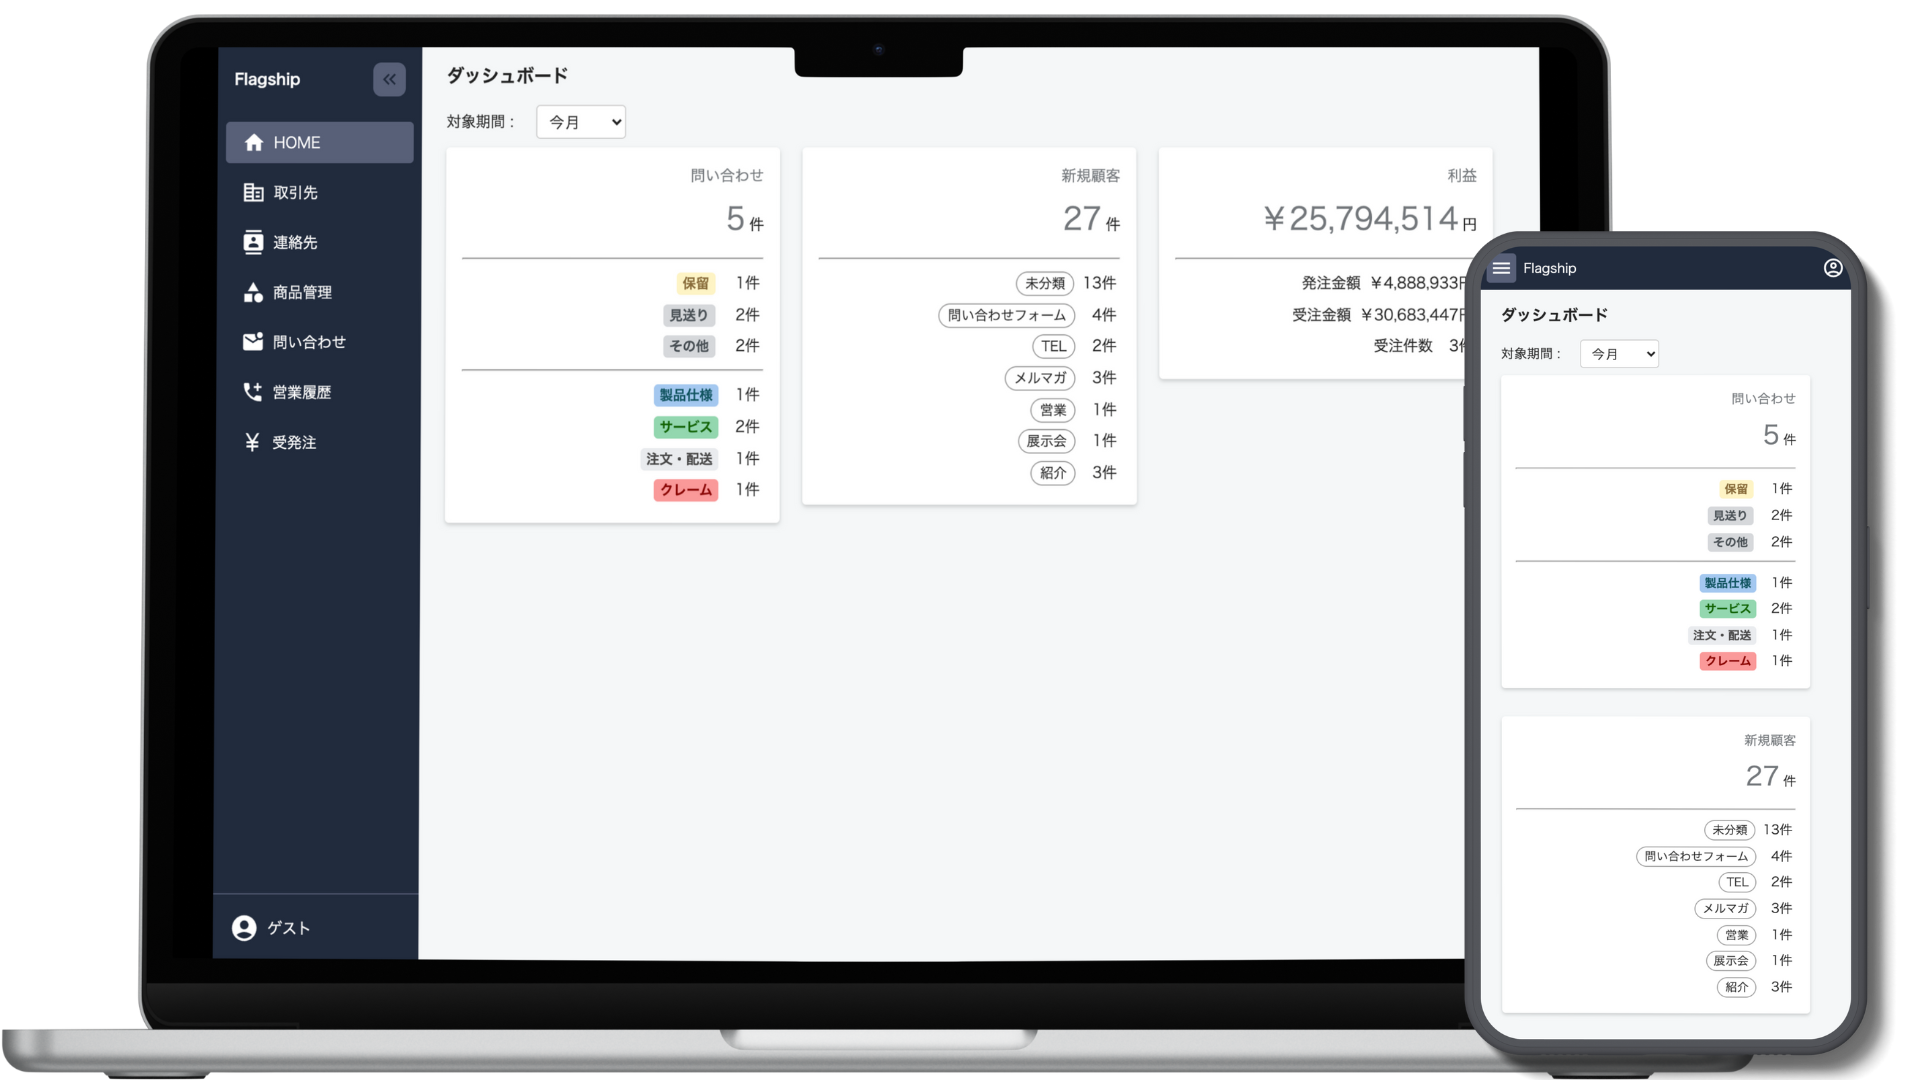 Flagship
HOME
取引先
連絡先
商品管理
問い合わせ
営業履歴
受発注
ゲスト
ダッシュボード
対象期間： 今月
問い合わせ
5 件
保留 1件
見送り 2件
その他 2件
製品仕様 1件
サービス 2件
注文・配送 1件
クレーム 1件
新規顧客
27 件
未分類 13件
問い合わせフォーム 4件
TEL 2件
メルマガ 3件
営業 1件
展示会 1件
紹介 3件
利益
￥25,794,514 円
発注金額 ￥4,888,933円
受注金額 ￥30,683,447円
受注件数 3件
Flagship
ダッシュボード
対象期間： 今月
問い合わせ
5 件
保留 1件
見送り 2件
その他 2件
製品仕様 1件
サービス 2件
注文・配送 1件
クレーム 1件
新規顧客
27 件
未分類 13件
問い合わせフォーム 4件
TEL 2件
メルマガ 3件
営業 1件
展示会 1件
紹介 3件